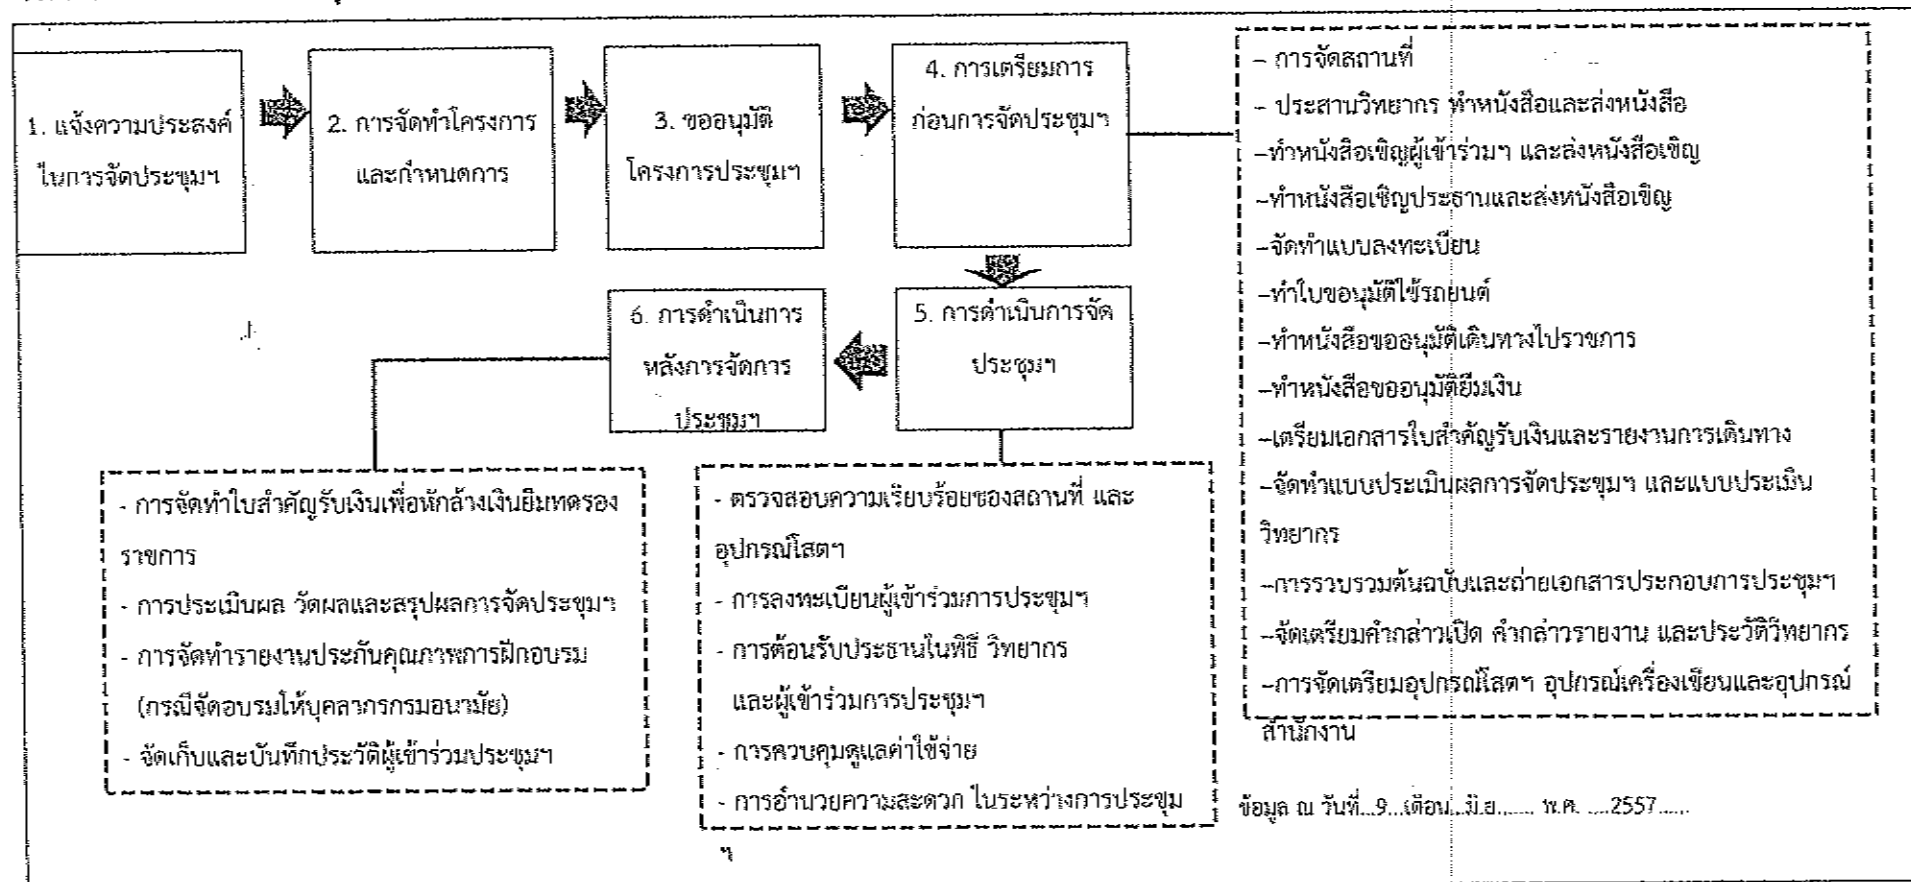 1. แจ้งความประสงค์
ในการจัดประชุมฯ
2. การจัดทำโครงการ
และกำหนดการ
3. ขออนุมัติ
โครงการประชุมฯ
4. การเตรียมการ
ก่อนการจัดประชุมฯ
– การจัดสถานที่
– ประสานวิทยากร ทำหนังสือและส่งหนังสือ
–ทำหนังสือเชิญผู้เข้าร่วมฯ และส่งหนังสือเชิญ
–ทำหนังสือเชิญประธานและส่งหนังสือเชิญ
–จัดทำแบบลงทะเบียน
–ทำใบขอนุมัติใช้รถยนต์
–ทำหนังสือขออนุมัติเดินทางไปราชการ
–ทำหนังสือขออนุมัติยืมเงิน
–เตรียมเอกสารใบสำคัญรับเงินและรายงานการเดินทาง
–จัดทำแบบประเมินผลการจัดประชุมฯ และแบบประเมิน
วิทยากร
–การรวบรวมต้นฉบับและถ่ายเอกสารประกอบการประชุมฯ
–จัดเตรียมคำกล่าวเปิด คำกล่าวรายงาน และประวัติวิทยากร
–การจัดเตรียมอุปกรณ์โสตฯ อุปกรณ์เครื่องเขียนและอุปกรณ์
สำนักงาน
5. การดำเนินการจัด
ประชุมฯ
6. การดำเนินการ
หลังการจัดการ
ประชุมฯ
- ตรวจสอบความเรียบร้อยของสถานที่ และ
อุปกรณ์โสตฯ
- การลงทะเบียนผู้เข้าร่วมการประชุมฯ
- การต้อนรับประธานในพิธี วิทยากร
และผู้เข้าร่วมการประชุมฯ
- การควบคุมดูแลค่าใช้จ่าย
- การอำนวยความสะดวก ในระหว่างการประชุม
ฯ
- การจัดทำใบสำคัญรับเงินเพื่อหักล้างเงินยืมทดรอง
ราชการ
- การประเมินผล วัดผลและสรุปผลการจัดประชุมฯ
- การจัดทำรายงานประกันคุณภาพการฝึกอบรม
(กรณีจัดอบรมให้บุคลากรกรมอนามัย)
- จัดเก็บและบันทึกประวัติผู้เข้าร่วมประชุมฯ
ข้อมูล ณ วันที่...9...เดือน...มิ.ย....... พ.ศ. ....2557......